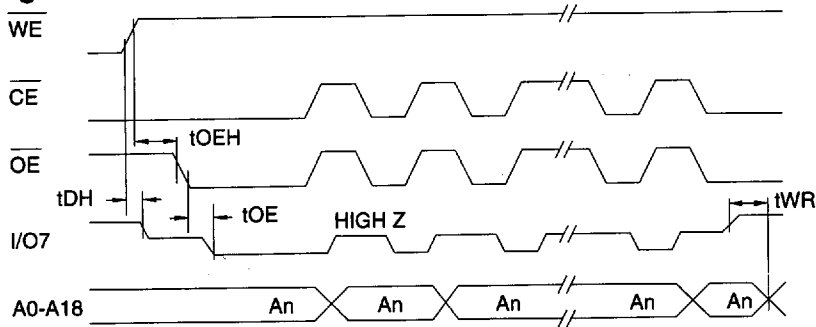 WE
CE
tOEH
OE
tDH
tOE
HIGH Z
tWR
I/O7
A0-A18 An An An An An